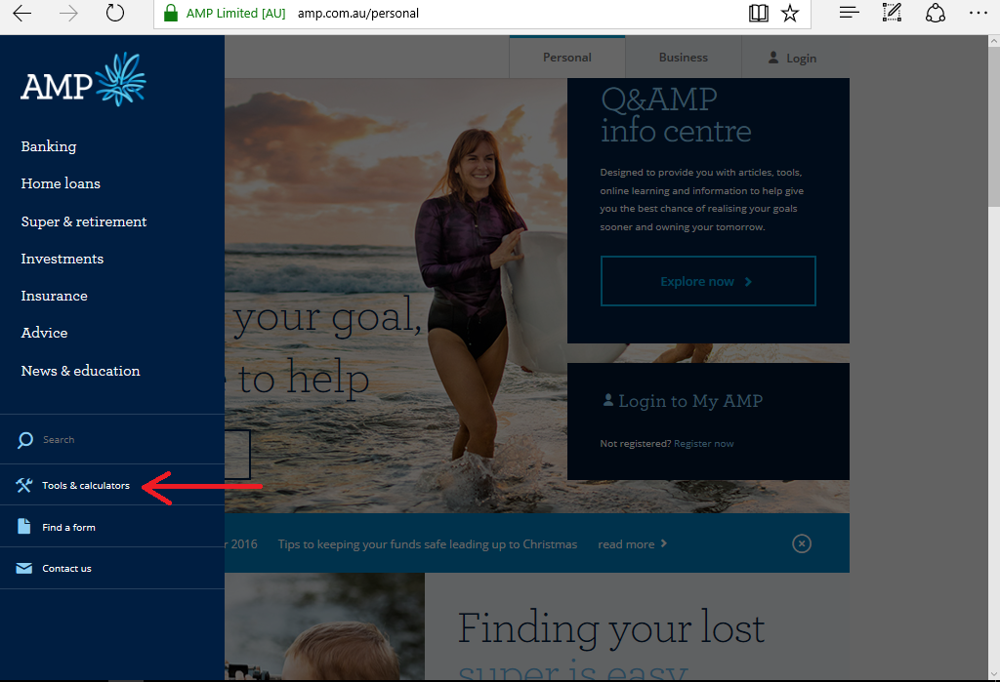 AMP Limited [AU] amp.com.au/personal
AMP
Banking
Home loans
Super & retirement
Investments
Insurance
Advice
News & education
Search
Tools & calculators
Find a form
Contact us
Personal
Business
Login
your goal,
to help
Q&AMP
info centre
Designed to provide you with articles, tools,
online learning and information to help give
you the best chance of realising your goals
sooner and owning your tomorrow.
Explore now
Login to My AMP
Not registered? Register now
2016 Tips to keeping your funds safe leading up to Christmas read more
Finding your lost
super is easy